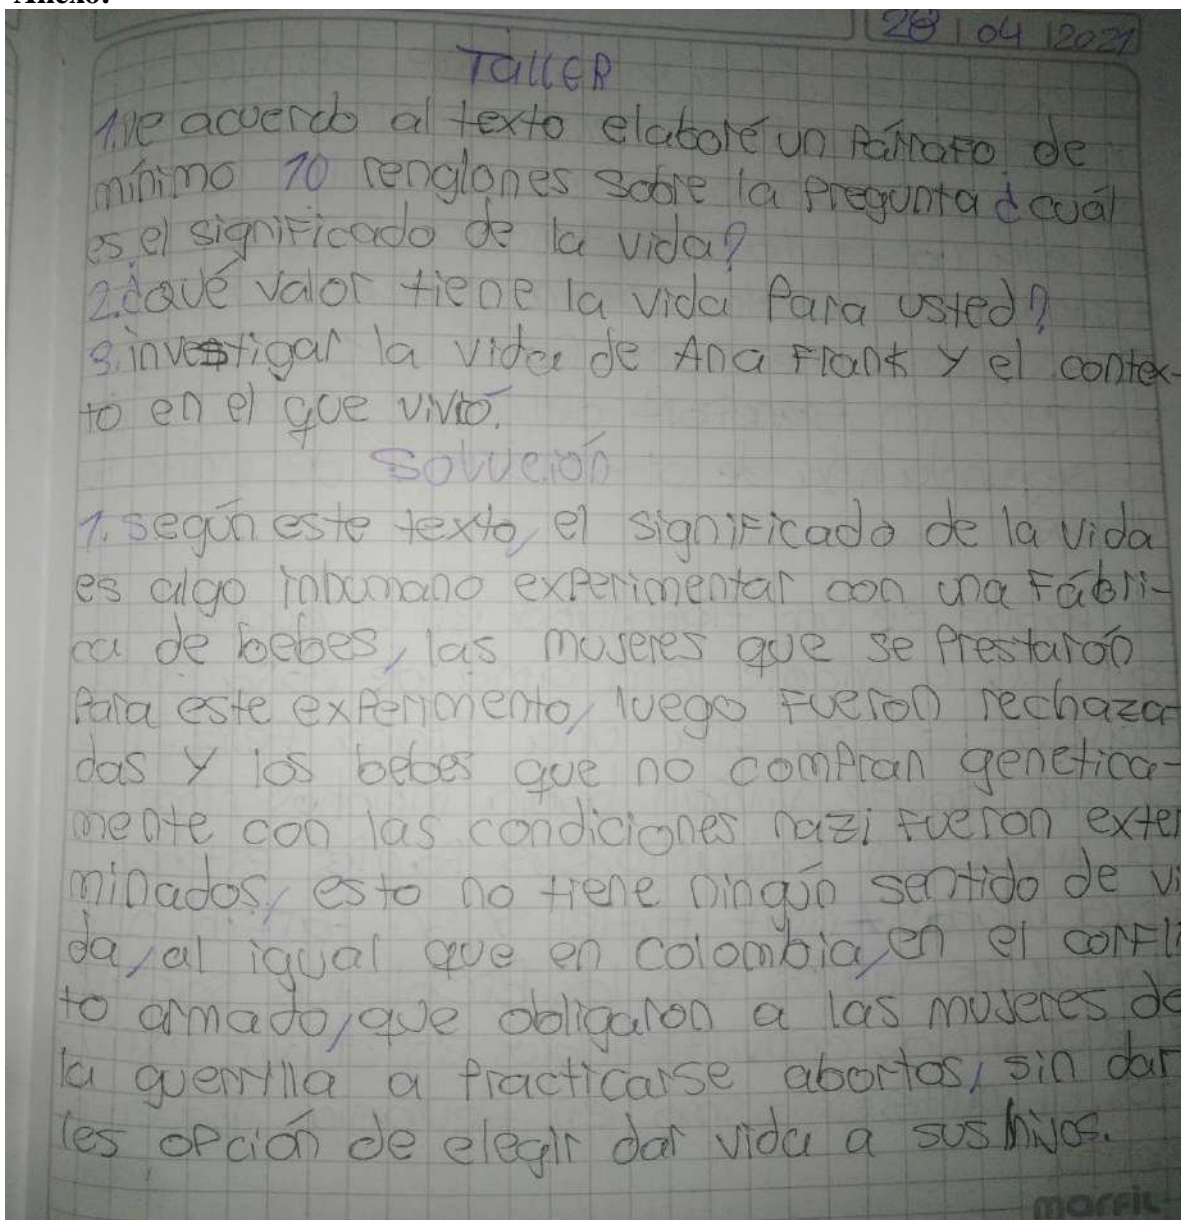 Anexo:
28 | 04 | 2021
TallER
1. De acuerdo al texto elaboré un párrafo de
mínimo 10 renglones sobre la pregunta ¿cuál
es el significado de la vida?
2. ¿Qué valor tiene la vida para usted?
3. investigar la vida de Ana Frank y el contex-
to en el que vivió.
Solución
1. según este texto, el significado de la vida
es algo inhumano experimentar con una fábri-
ca de bebes, las mujeres que se prestarón
para este experimento, luego fueron rechaza-
das y los bebes que no complan genetica-
mente con las condiciones nazi fueron exter
minados, esto no tiene ningún sentido de vi
da, al igual que en colombia, en el confli
to armado, que obligaron a las mujeres de
la guerrilla a practicarse abortos, sin dar
les opción de elegir dar vida a sus hijos.
marfil